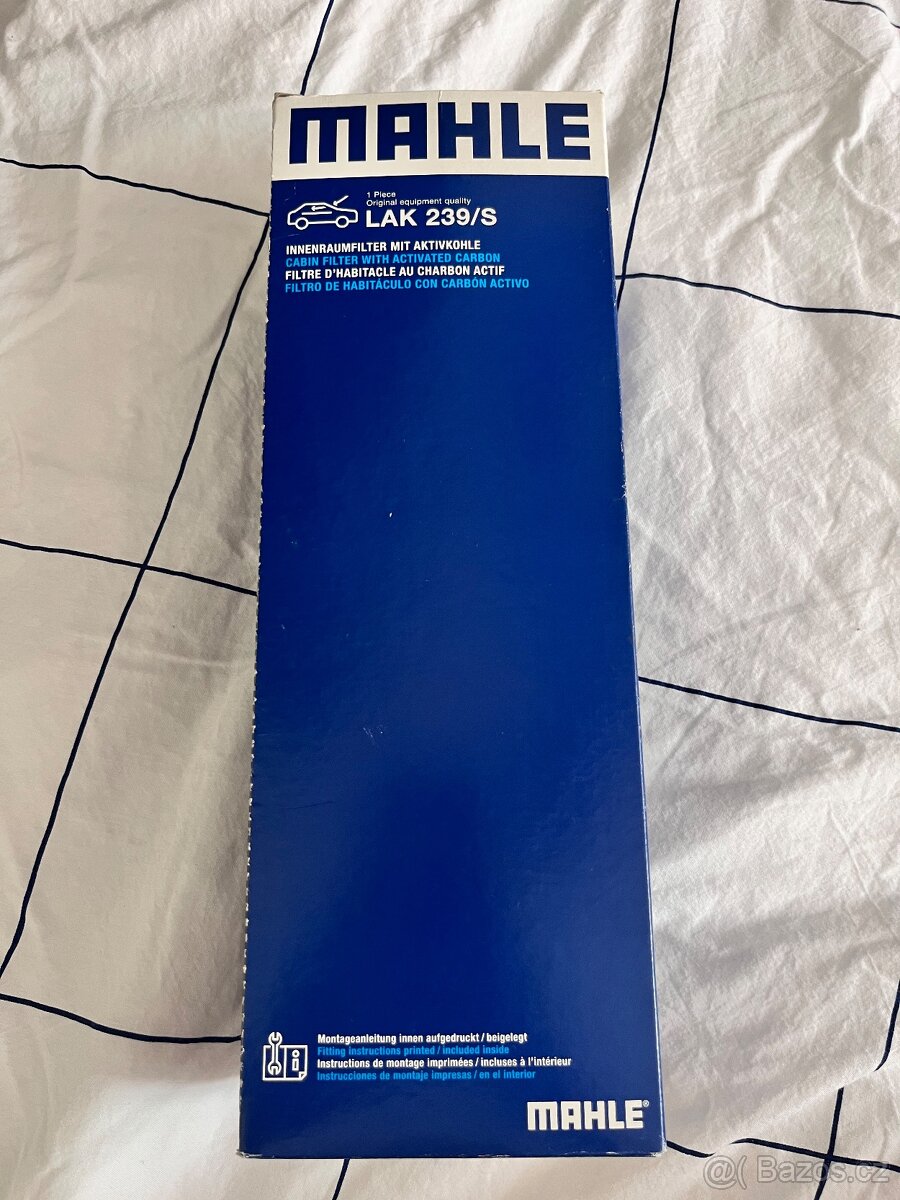 MAHLE
1 Piece
Original equipment quality
LAK 239/S
INNENRAUMFILTER MIT AKTIVKOHLE
CABIN FILTER WITH ACTIVATED CARBON
FILTRE D'HABITACLE AU CHARBON ACTIF
FILTRO DE HABITÁCULO CON CARBÓN ACTIVO
Montageanleitung innen aufgedruckt / beigelegt
Fitting instructions printed / included inside
Instructions de montage imprimées / incluses à l'intérieur
Instrucciones de montaje impresas / en el interior
MAHLE®
@( Bazos.cz